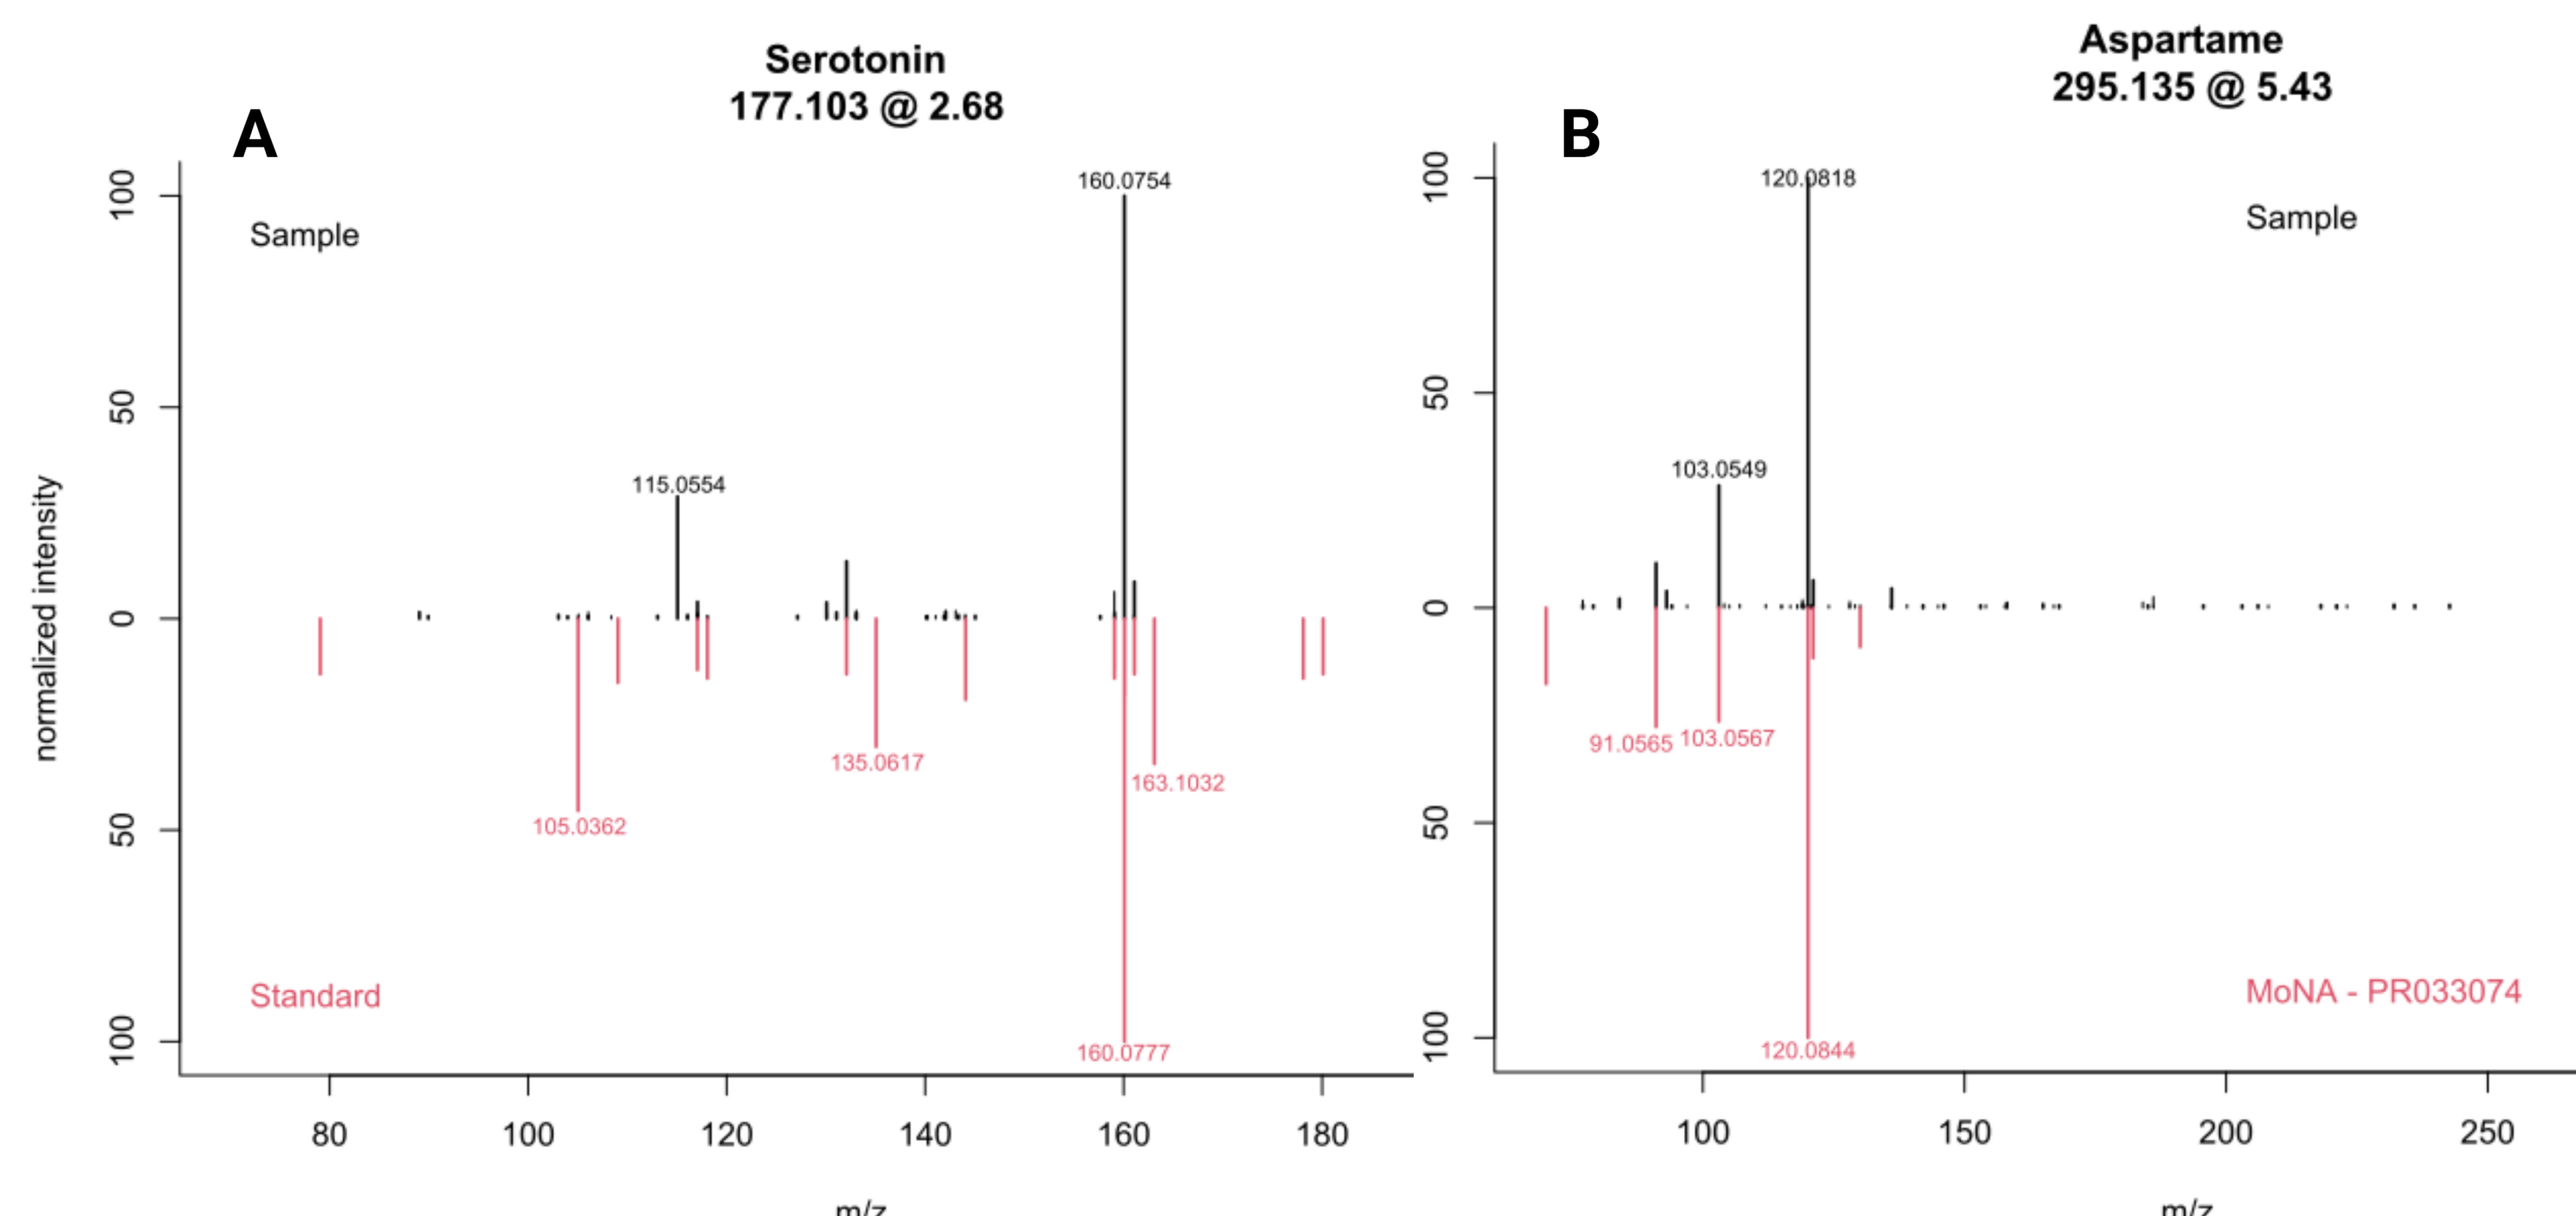 Serotonin
177.103 @ 2.68
A
100
50
0
50
100
normalized intensity
Sample
160.0754
115.0554
105.0362
135.0617
163.1032
160.0777
Standard
80
100
120
140
160
180
m/z
Aspartame
295.135 @ 5.43
B
100
50
0
50
100
120.0818
Sample
103.0549
91.0565
103.0567
120.0844
MoNA - PR033074
100
150
200
250
m/z